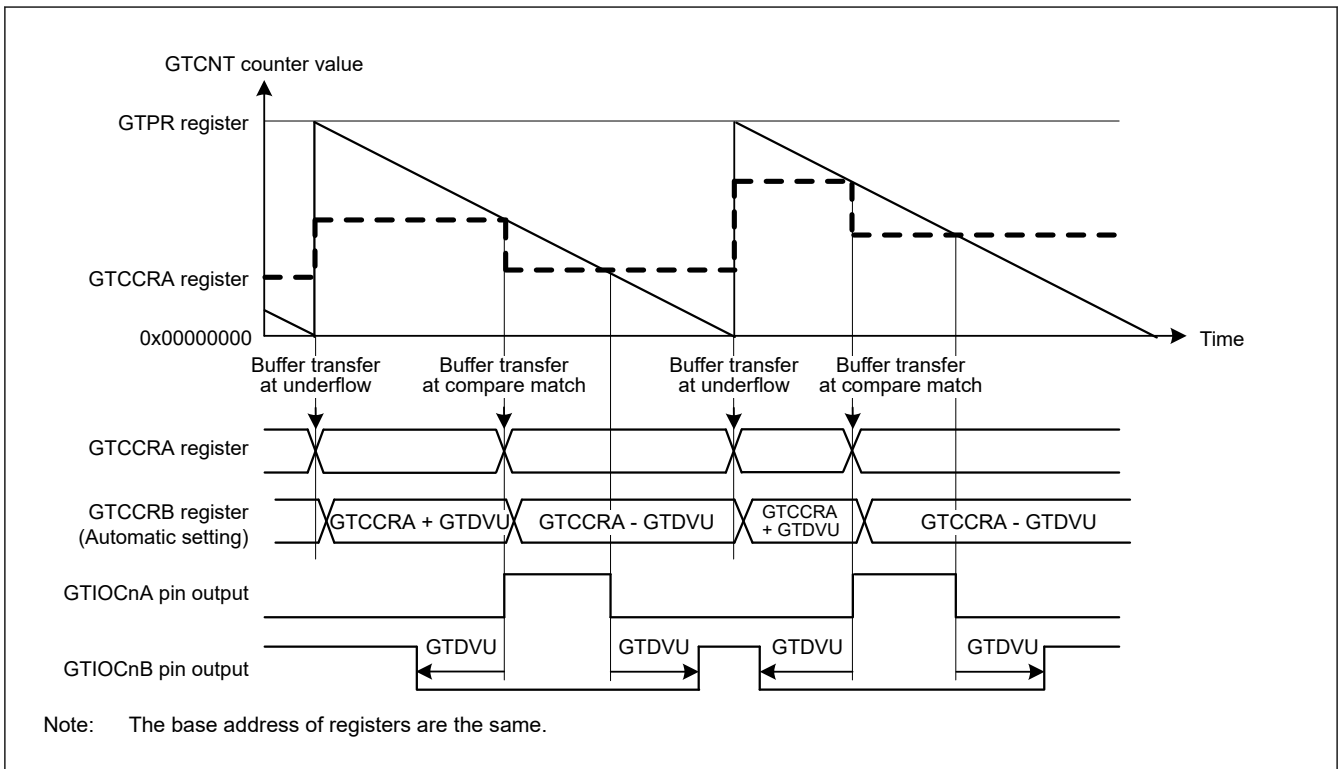 GTCNT counter value
GTPR register
GTCCRA register
0x00000000
Time
Buffer transfer
at underflow
Buffer transfer
at compare match
Buffer transfer
at underflow
Buffer transfer
at compare match
GTCCRA register
GTCCRB register
(Automatic setting)
GTCCRA + GTDVU
GTCCRA - GTDVU
GTCCRA
+ GTDVU
GTCCRA - GTDVU
GTIOCnA pin output
GTIOCnB pin output
GTDVU
GTDVU
GTDVU
GTDVU
Note: The base address of registers are the same.